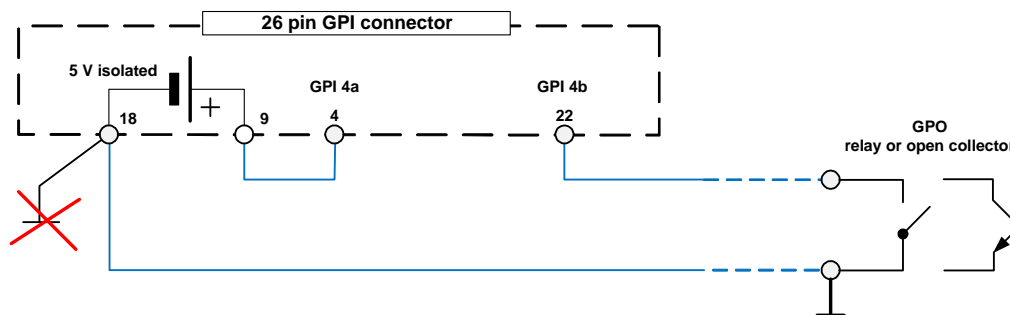 26 pin GPI connector
5 V isolated
GPI 4a
GPI 4b
+
18
9
4
22
GPO
relay or open collector